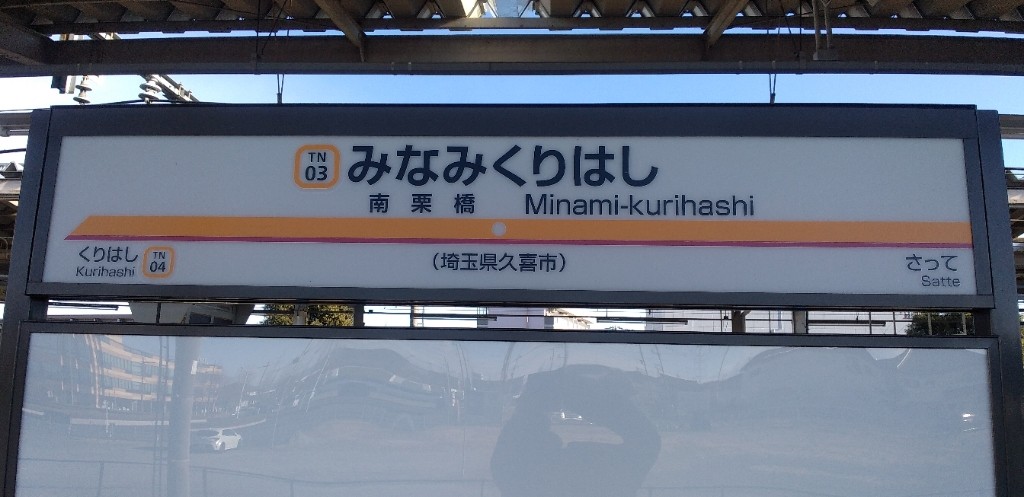 TN
03
みなみくりはし
南栗橋 Minami-kurihashi
くりはし
Kurihashi
TN
04
(埼玉県久喜市)
さって
Satte